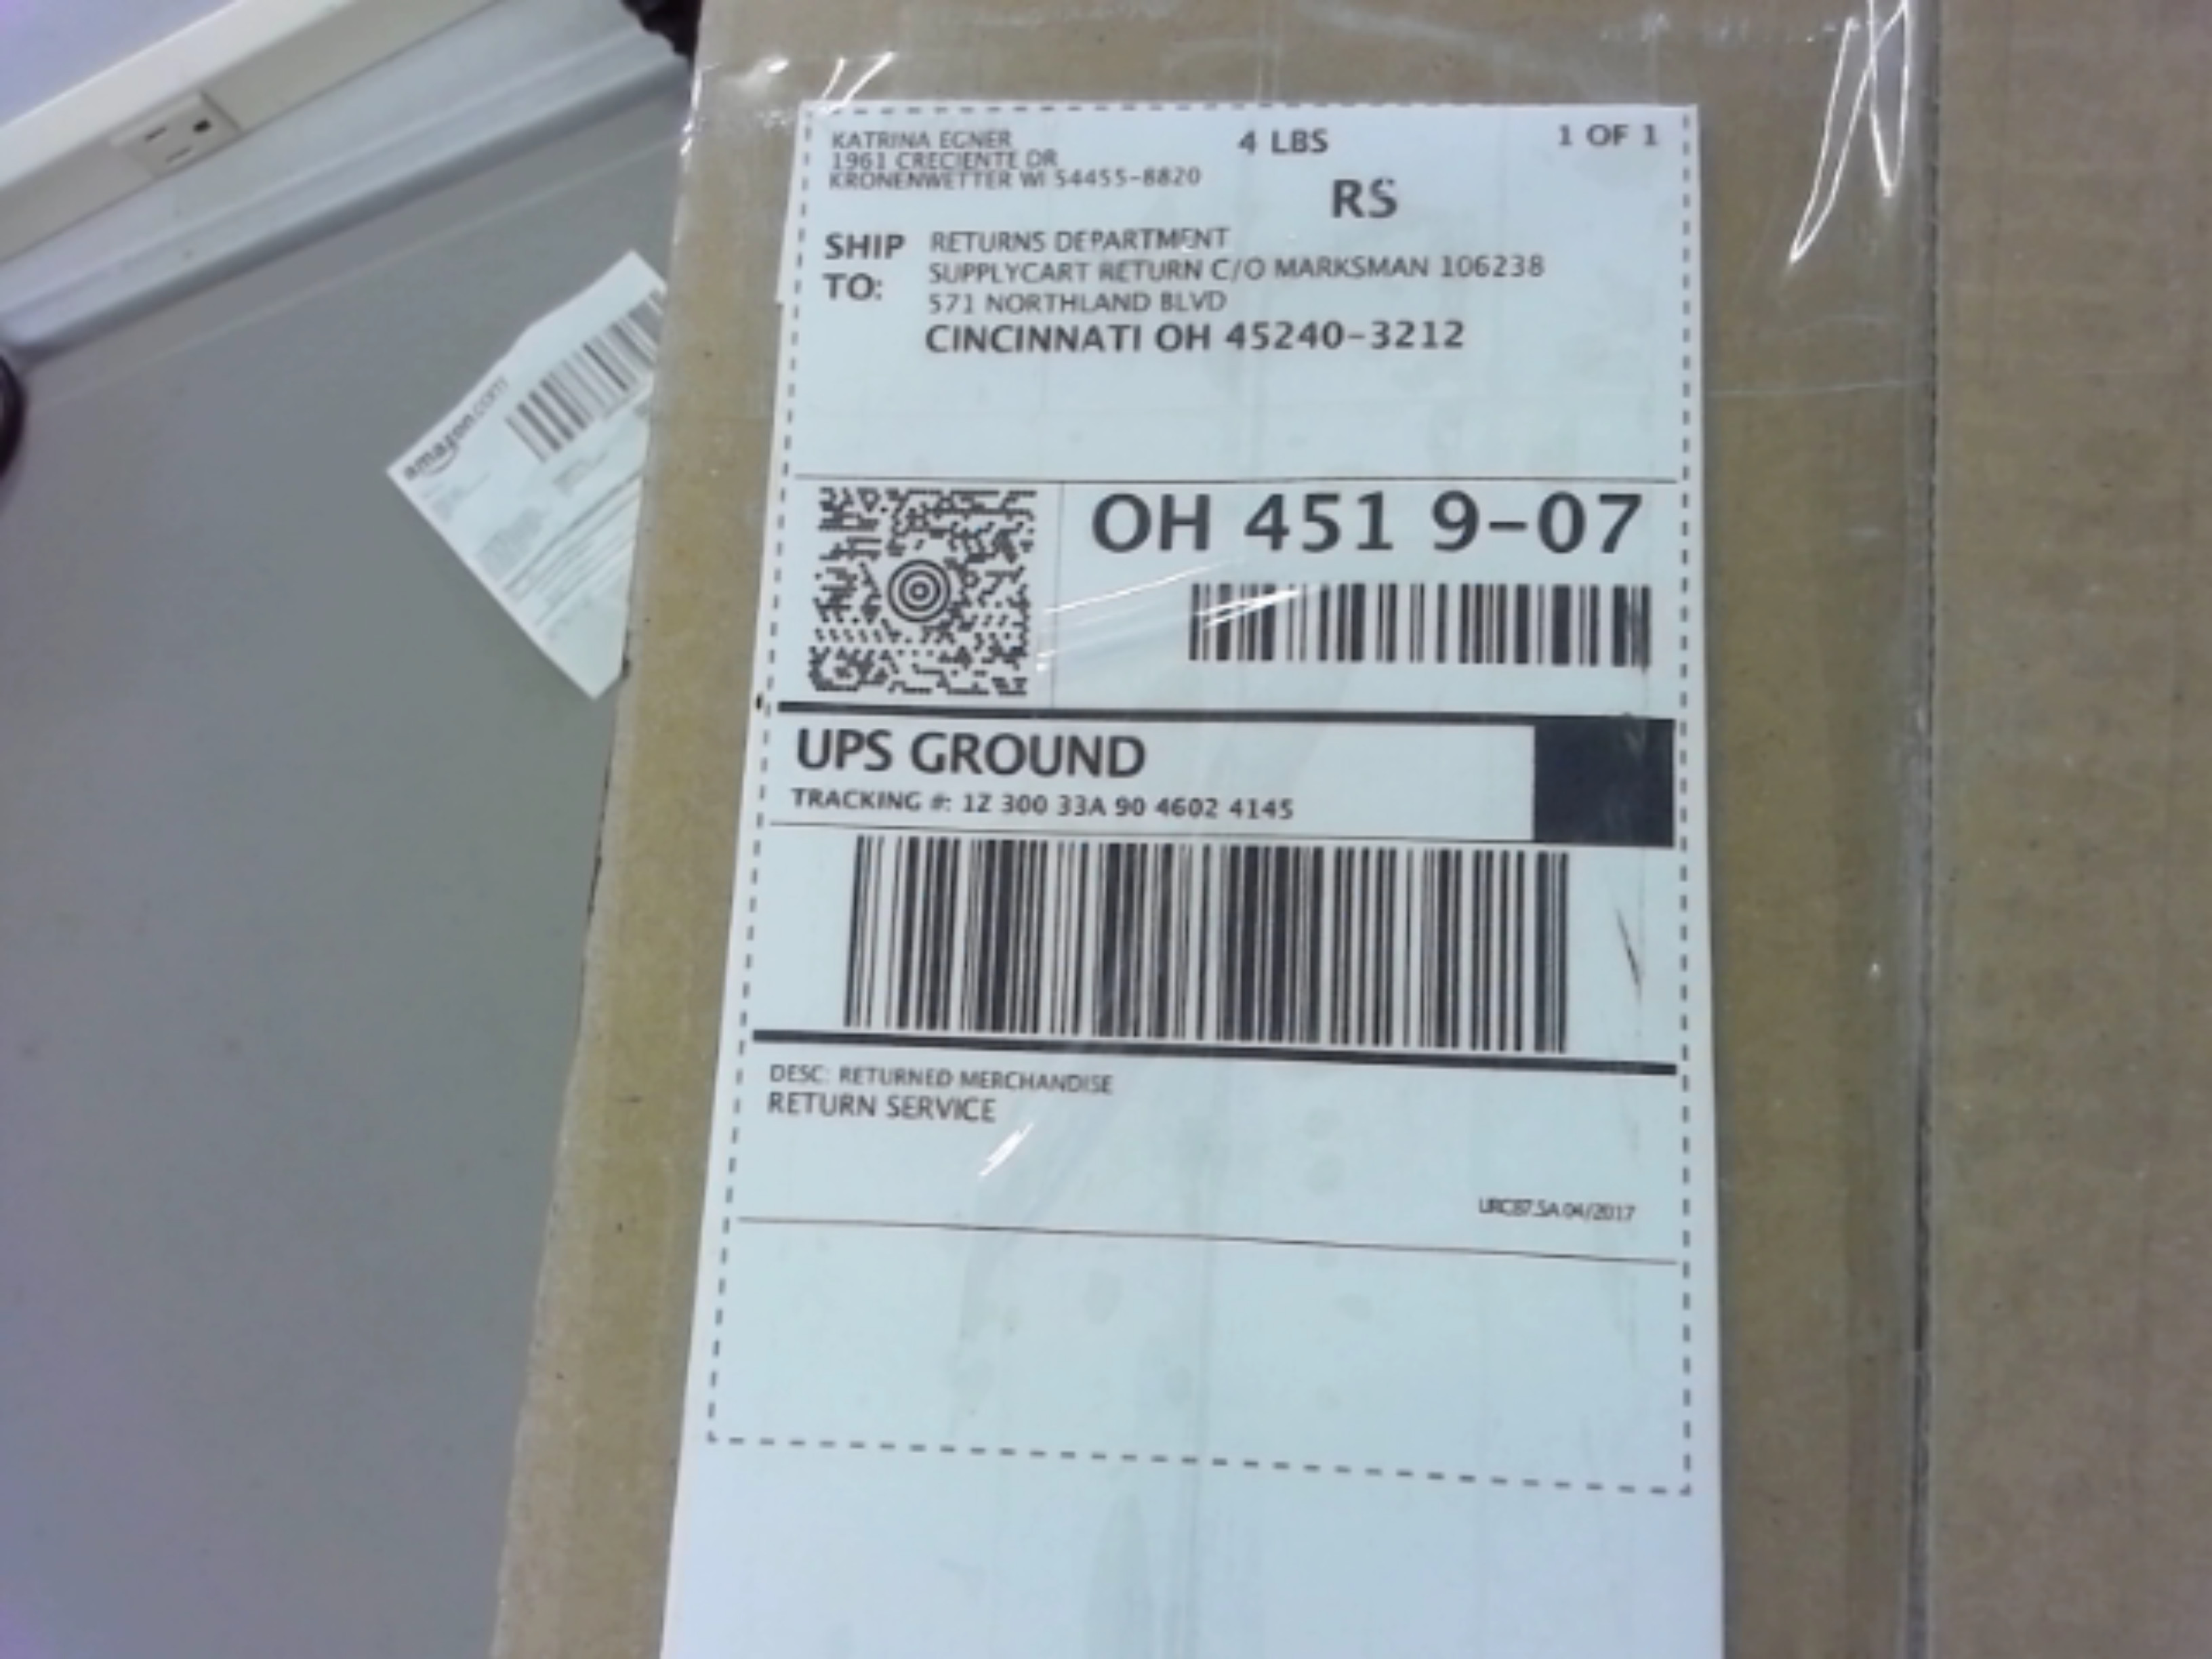 KATRINA EGNER
1961 CRECIENTE DR
KRONENWETTER WI 54455-8820
4 LBS
1 OF 1
RS
SHIP TO:
RETURNS DEPARTMENT
SUPPLYCART RETURN C/O MARKSMAN 106238
571 NORTHLAND BLVD
CINCINNATI OH 45240-3212
OH 451 9-07
UPS GROUND
TRACKING #: 1Z 300 33A 90 4602 4145
DESC: RETURNED MERCHANDISE
RETURN SERVICE
04/2017
amazon.com